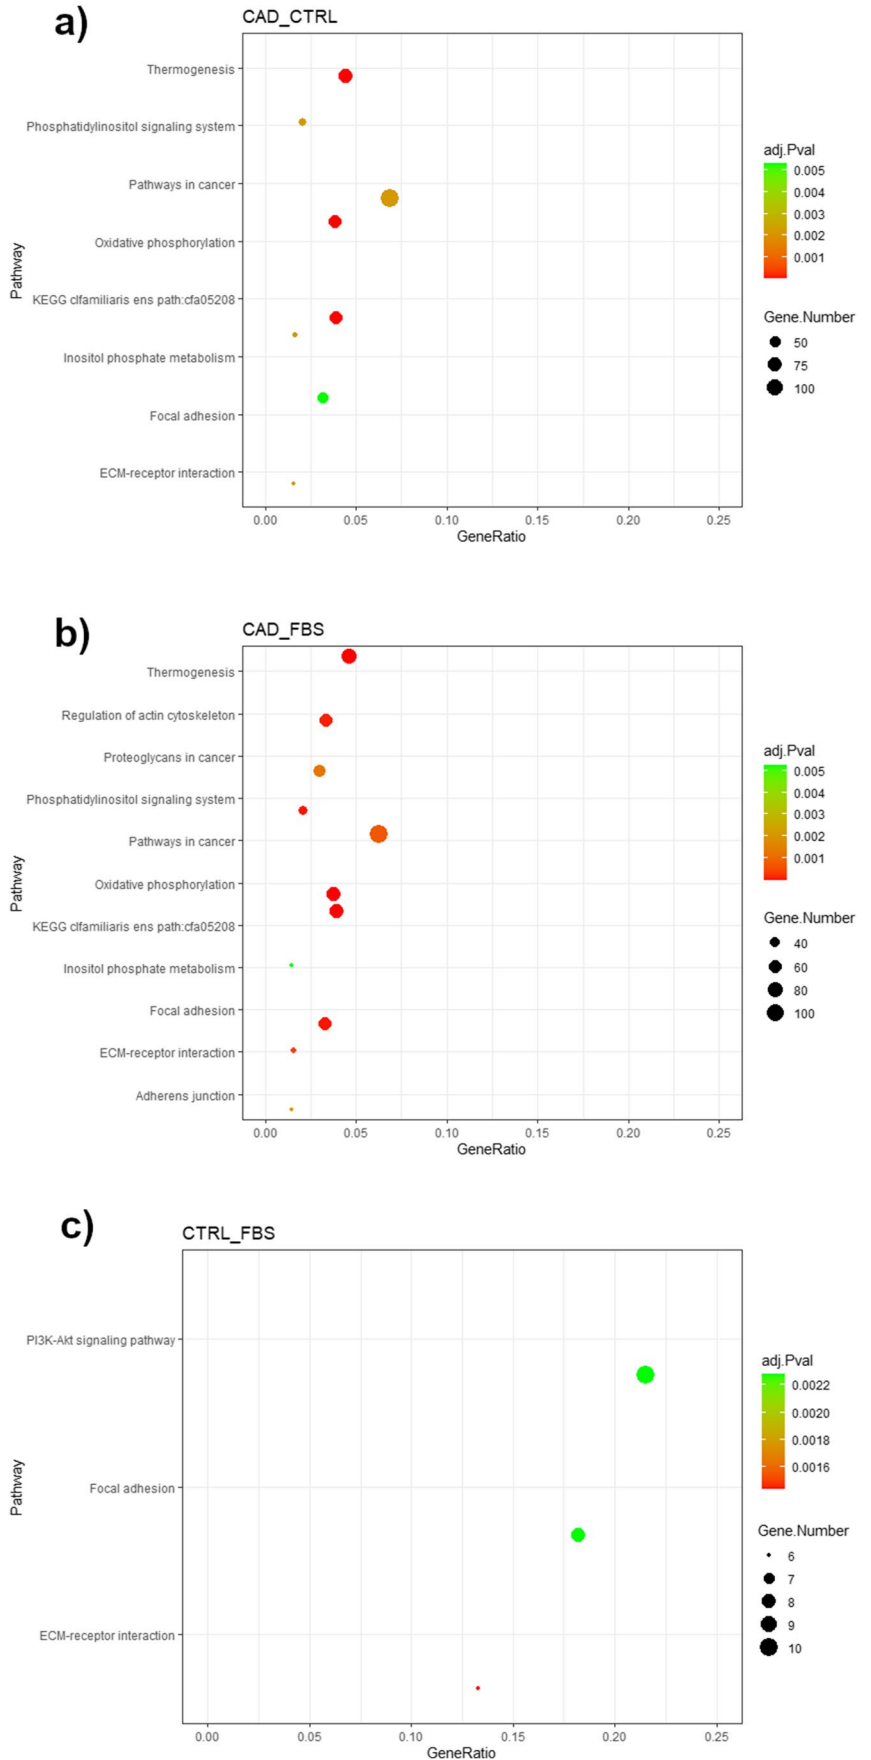 a)
CAD_CTRL
Thermogenesis
Phosphatidylinositol signaling system
Pathways in cancer
Oxidative phosphorylation
KEGG clfamiliaris ens path:cfa05208
Inositol phosphate metabolism
Focal adhesion
ECM-receptor interaction
Pathway
0.00 0.05 0.10 0.15 0.20 0.25
GeneRatio
adj.Pval
0.005
0.004
0.003
0.002
0.001
Gene.Number
50
75
100
b)
CAD_FBS
Thermogenesis
Regulation of actin cytoskeleton
Proteoglycans in cancer
Phosphatidylinositol signaling system
Pathways in cancer
Oxidative phosphorylation
KEGG clfamiliaris ens path:cfa05208
Inositol phosphate metabolism
Focal adhesion
ECM-receptor interaction
Adherens junction
Pathway
0.00 0.05 0.10 0.15 0.20 0.25
GeneRatio
adj.Pval
0.005
0.004
0.003
0.002
0.001
Gene.Number
40
60
80
100
c)
CTRL_FBS
PI3K-Akt signaling pathway
Focal adhesion
ECM-receptor interaction
Pathway
0.00 0.05 0.10 0.15 0.20 0.25
GeneRatio
adj.Pval
0.0022
0.0020
0.0018
0.0016
Gene.Number
6
7
8
9
10